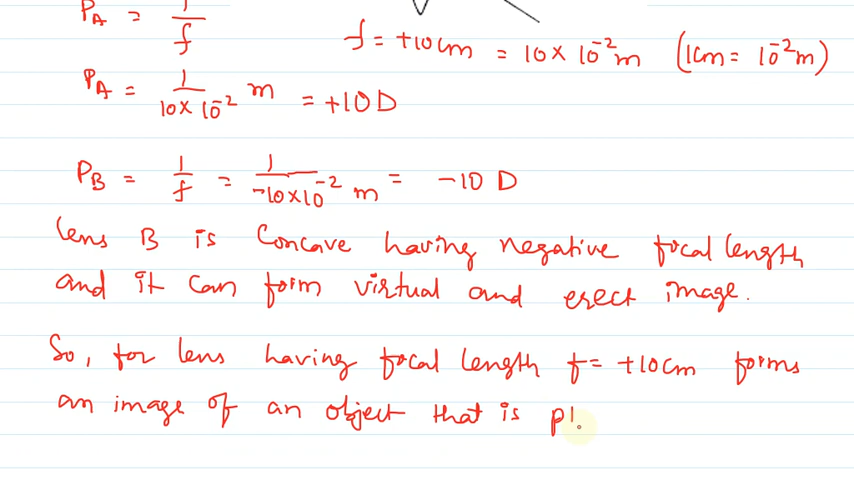 PA = 1/f
f = +10cm = 10 × 10⁻² m (1cm = 10⁻² m)
PA = 1/(10 × 10⁻²) m = +10 D
PB = 1/f = 1/(-10 × 10⁻²) m = -10 D
lens B is Concave having negative focal length
and it can form virtual and erect image.
So, for lens having focal length f = +10cm forms
an image of an object that is pl